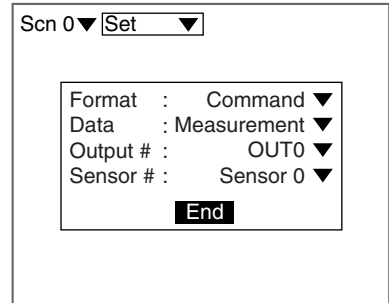 Scn 0▼ Set ▼
Format : Command ▼
Data : Measurement ▼
Output # : OUT0 ▼
Sensor # : Sensor 0 ▼
End